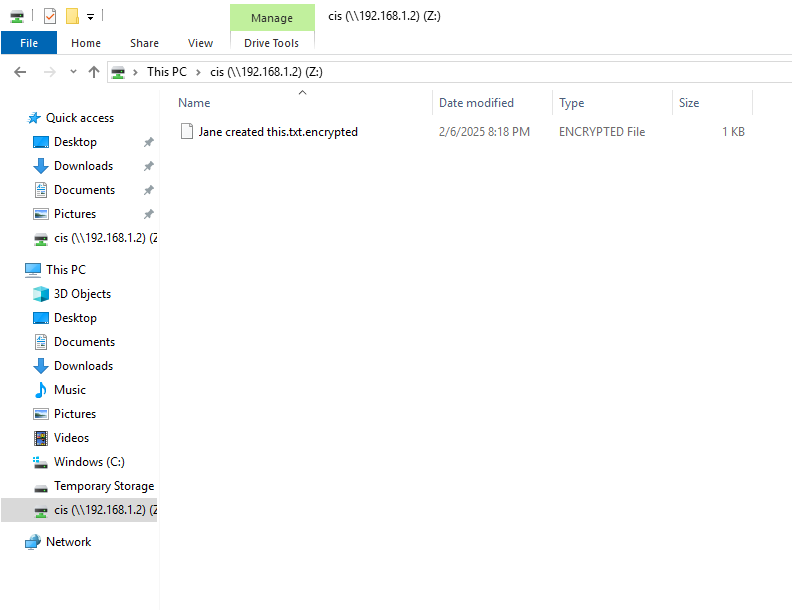 Manage
cis (\\192.168.1.2) (Z:)
File
Home
Share
View
Drive Tools
This PC
cis (\\192.168.1.2) (Z:)
Name
Date modified
Type
Size
Jane created this.txt.encrypted
2/6/2025 8:18 PM
ENCRYPTED File
1 KB
Quick access
Desktop
Downloads
Documents
Pictures
cis (\\192.168.1.2) (Z
This PC
3D Objects
Desktop
Documents
Downloads
Music
Pictures
Videos
Windows (C:)
Temporary Storage
cis (\\192.168.1.2) (Z
Network